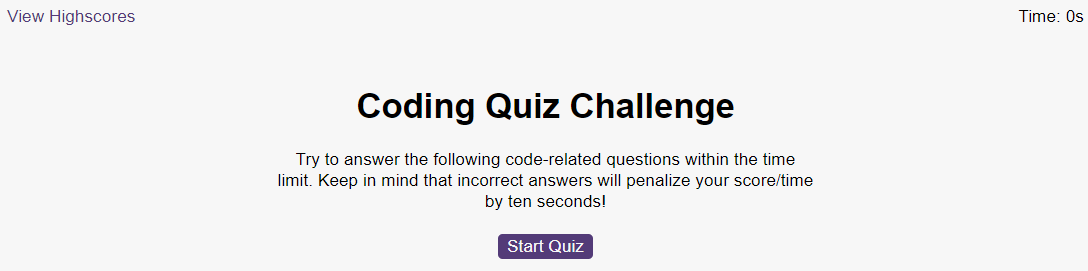 View Highscores
Time: 0s
Coding Quiz Challenge
Try to answer the following code-related questions within the time
limit. Keep in mind that incorrect answers will penalize your score/time
by ten seconds!
Start Quiz